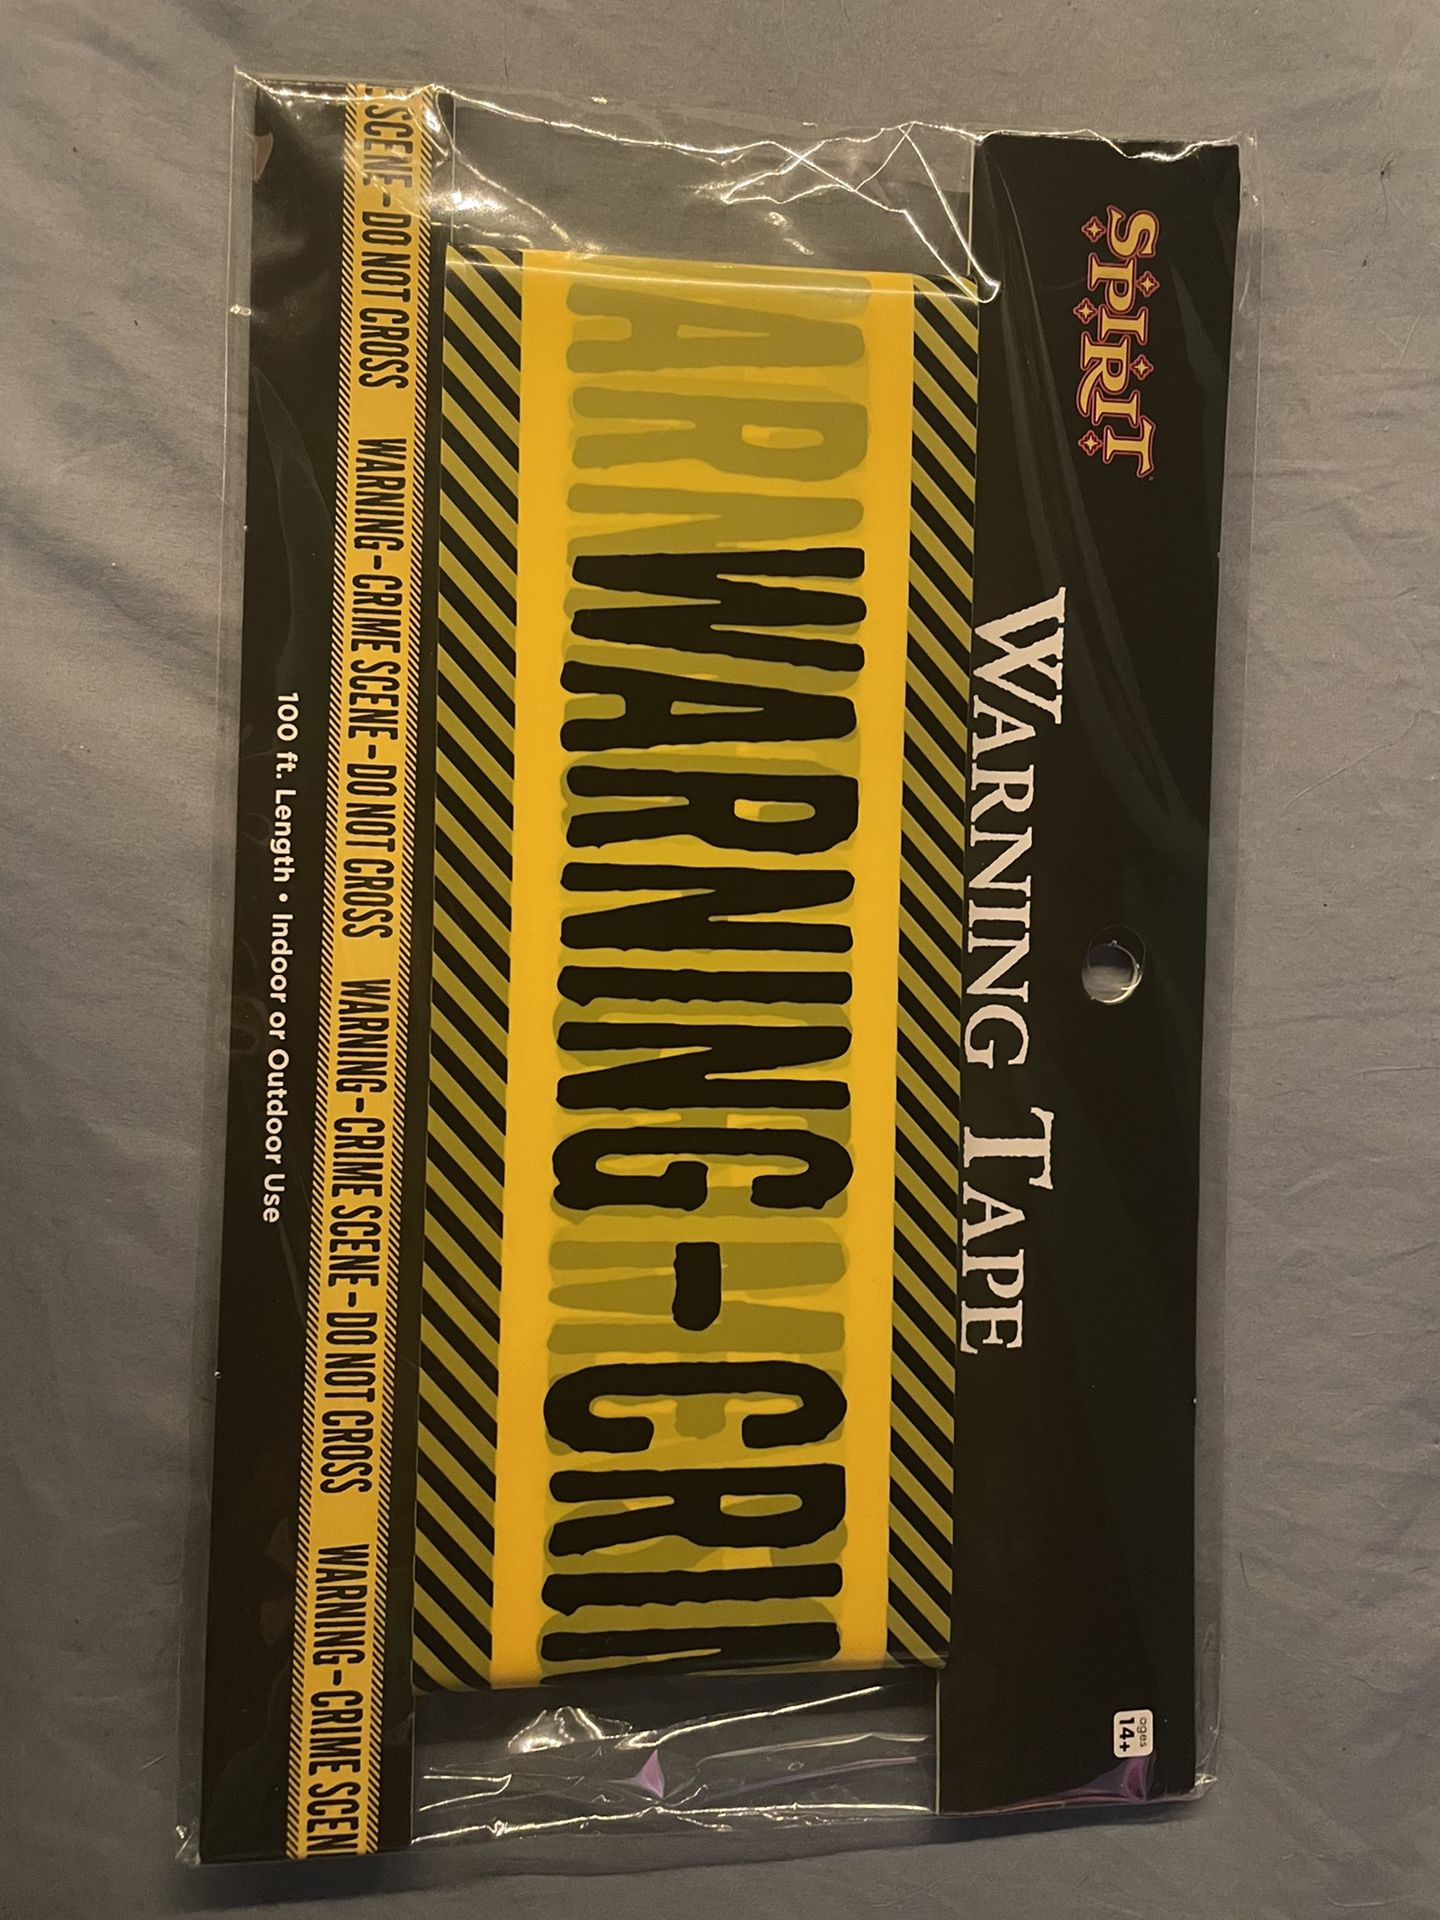 SPIRIT
ages
14+
WARNING TAPE
WARNING-CRI
E SCENE - DO NOT CROSS WARNING - CRIME SCENE - DO NOT CROSS WARNING - CRIME SCENE - DO NOT CROSS WARNING - CRIME SCEN
100 ft. Length • Indoor or Outdoor Use